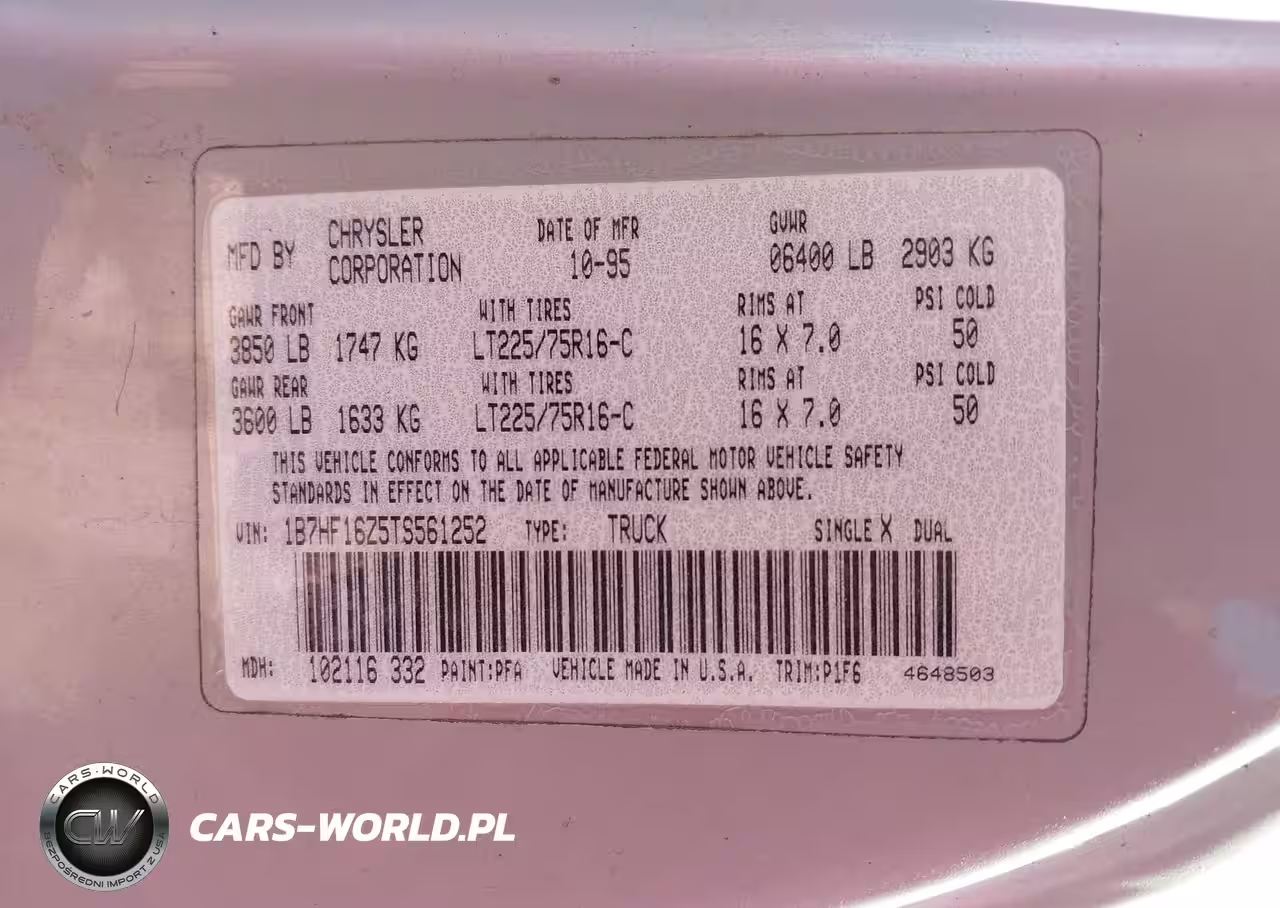 MFD BY CHRYSLER CORPORATION DATE OF MFR 10-95 GVWR 06400 LB 2903 KG
GAWR FRONT WITH TIRES RIMS AT PSI COLD
3850 LB 1747 KG LT225/75R16-C 16 X 7.0 50
GAWR REAR WITH TIRES RIMS AT PSI COLD
3600 LB 1633 KG LT225/75R16-C 16 X 7.0 50
THIS VEHICLE CONFORMS TO ALL APPLICABLE FEDERAL MOTOR VEHICLE SAFETY
STANDARDS IN EFFECT ON THE DATE OF MANUFACTURE SHOWN ABOVE.
VIN: 1B7HF16Z5TS561252 TYPE: TRUCK SINGLE X DUAL
MDH: 102116 332 PAINT:PFA VEHICLE MADE IN U.S.A. TRIM:P1F6 4648503
CARS-WORLD
CW
BEZPOŚREDNI IMPORT Z USA
CARS-WORLD.PL